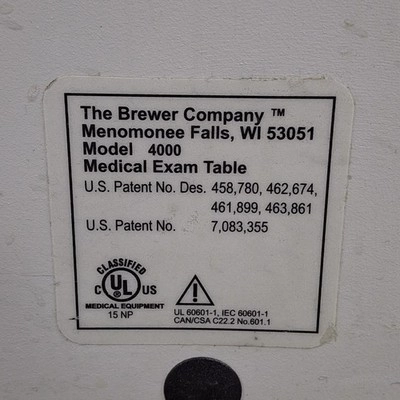 The Brewer Company ™
Menomonee Falls, WI 53051
Model 4000
Medical Exam Table
U.S. Patent No. Des. 458,780, 462,674,
461,899, 463,861
U.S. Patent No. 7,083,355
CLASSIFIED
C UL US
MEDICAL EQUIPMENT
15 NP
!
UL 60601-1, IEC 60601-1
CAN/CSA C22.2 No.601.1